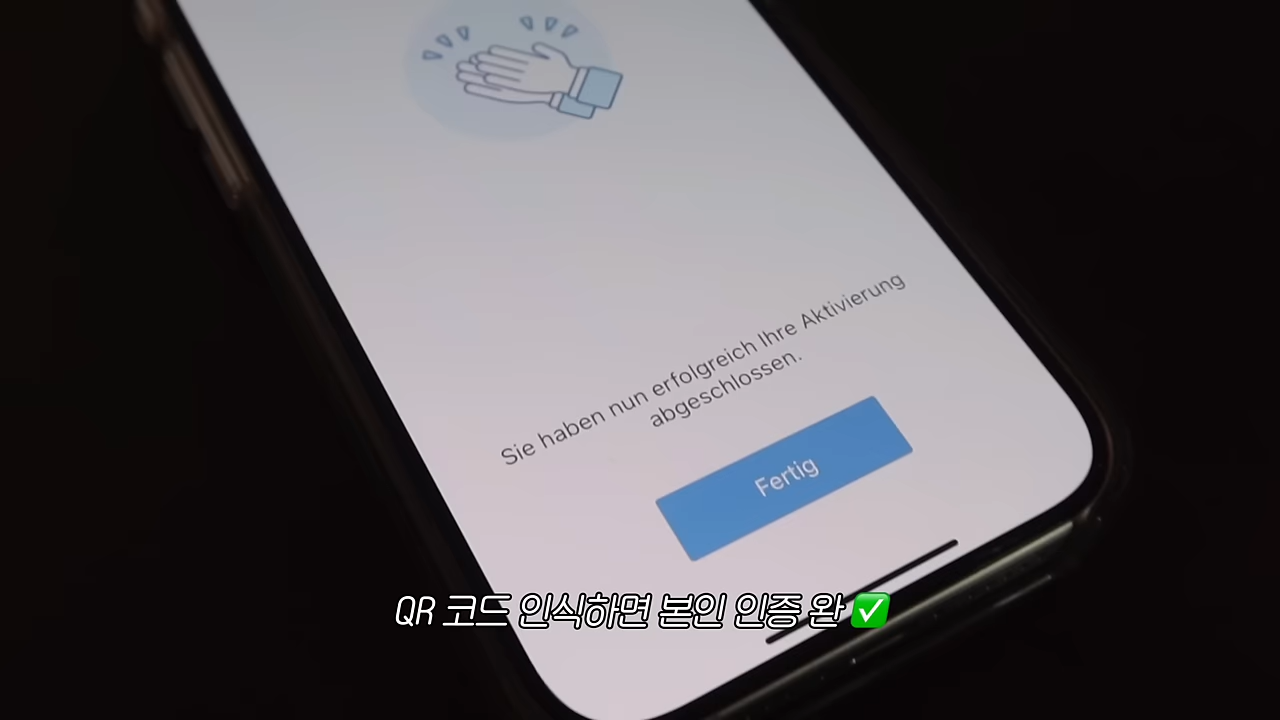 Sie haben nun erfolgreich Ihre Aktivierung
abgeschlossen.
Fertig
QR 코드 인식하면 본인 인증 완 ✅